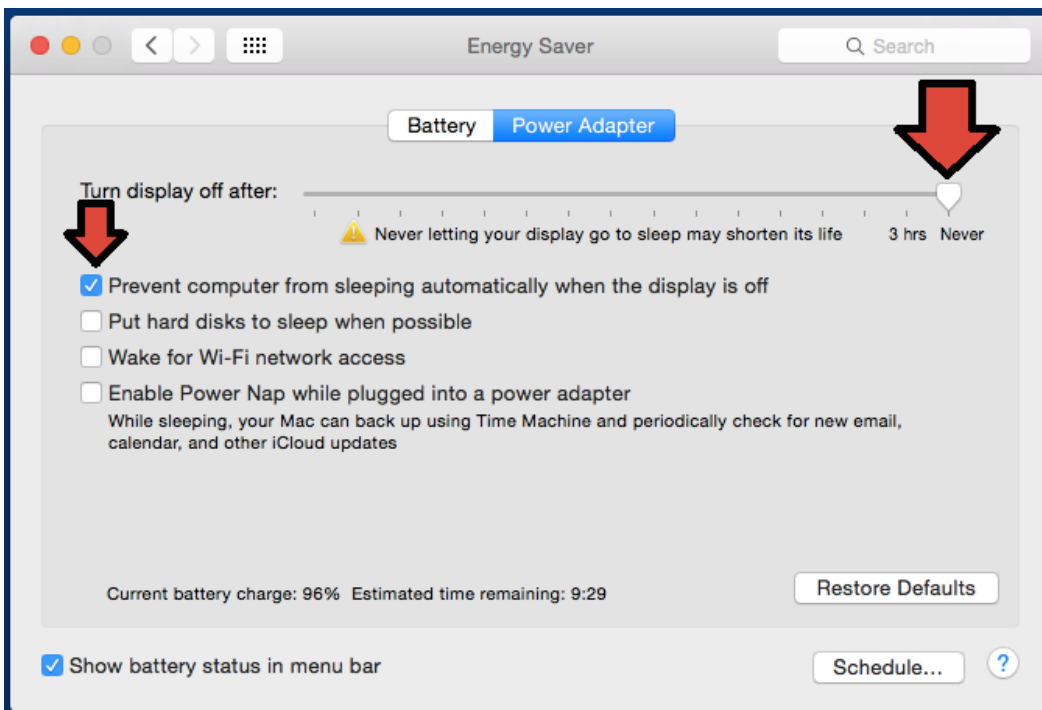 Energy Saver
Search
Battery
Power Adapter
Turn display off after:
Never letting your display go to sleep may shorten its life
3 hrs
Never
Prevent computer from sleeping automatically when the display is off
Put hard disks to sleep when possible
Wake for Wi-Fi network access
Enable Power Nap while plugged into a power adapter
While sleeping, your Mac can back up using Time Machine and periodically check for new email,
calendar, and other iCloud updates
Current battery charge: 96% Estimated time remaining: 9:29
Restore Defaults
Show battery status in menu bar
Schedule...
?